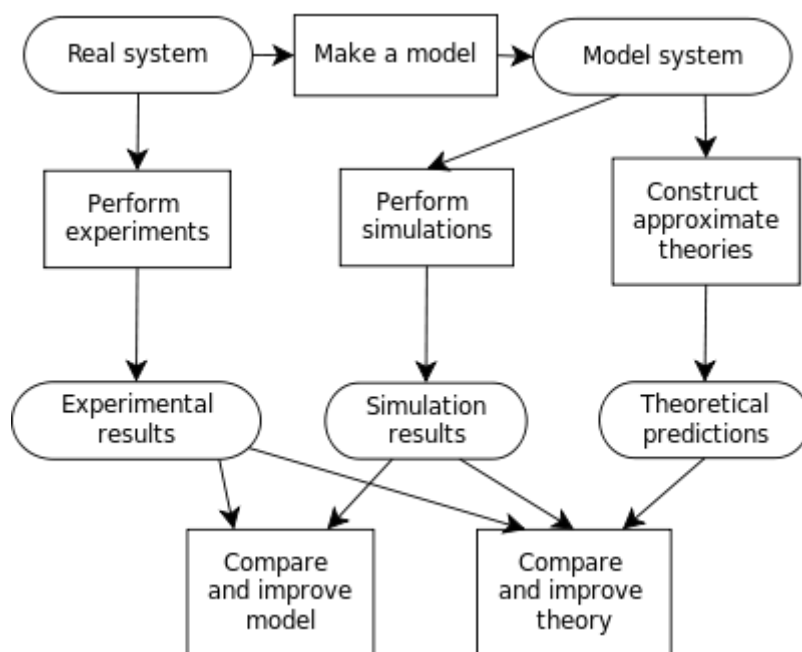 Real system
Make a model
Model system
Perform
experiments
Perform
simulations
Construct
approximate
theories
Experimental
results
Simulation
results
Theoretical
predictions
Compare
and improve
model
Compare
and improve
theory